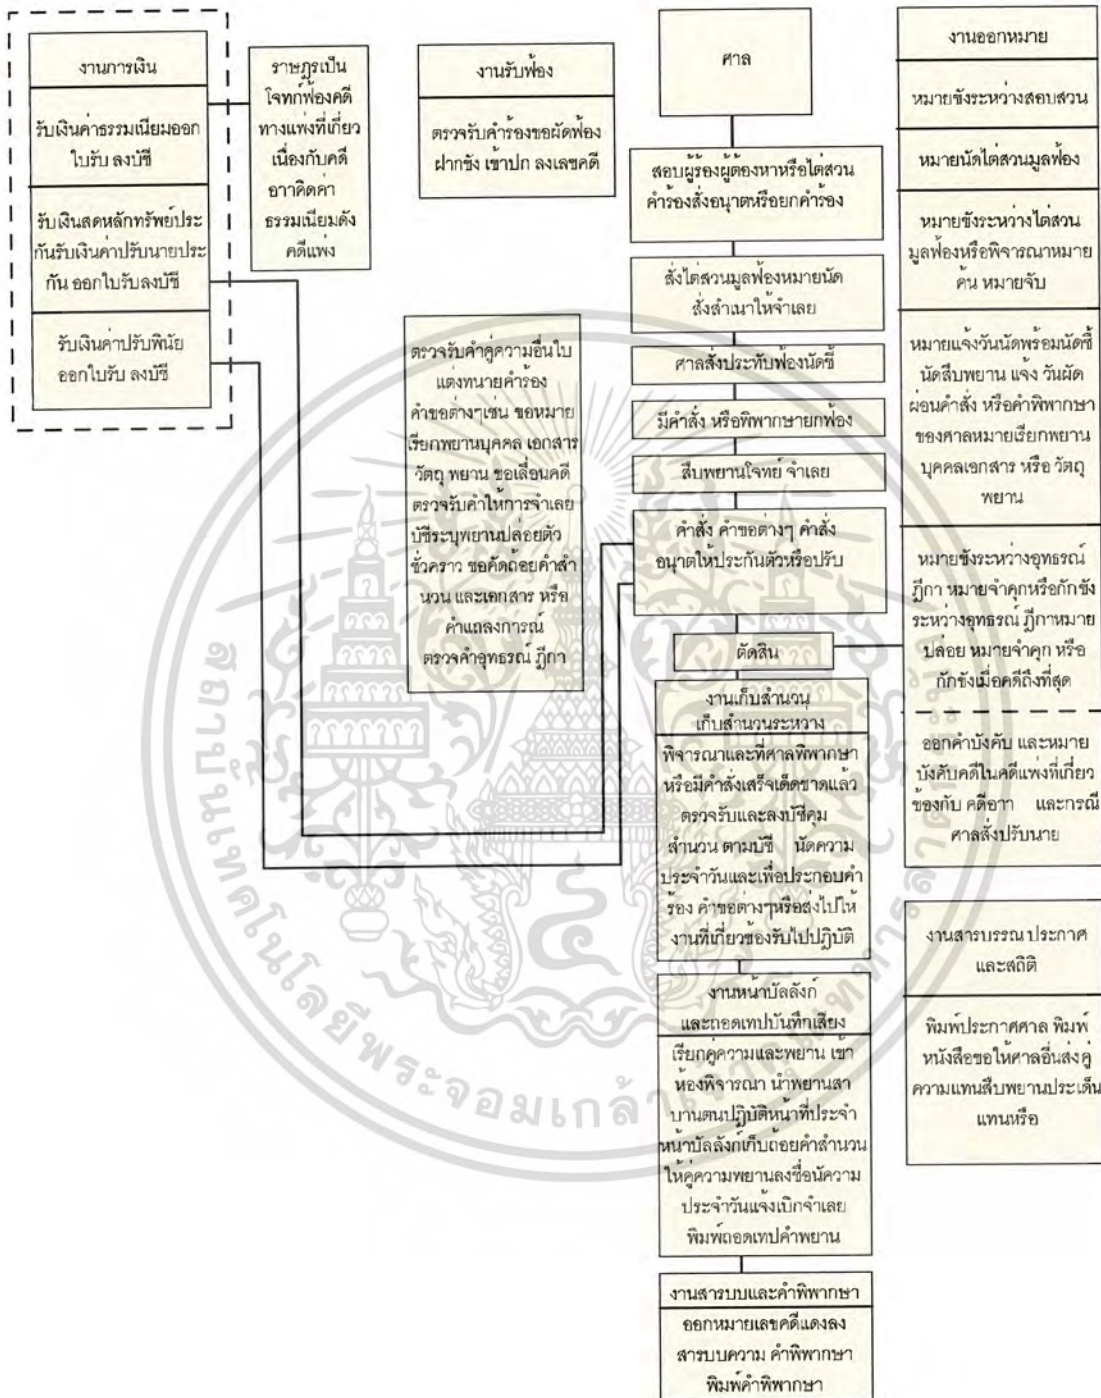 งานการเงิน
รับเงินค่าธรรมเนียมออก
ใบรับ ลงบัชี
รับเงินสดหลักทรัพย์ประ
กันรับเงินค่าปรับนายประ
กัน ออกใบรับลงบัชี
รับเงินค่าปรับพินัย
ออกใบรับ ลงบัชี
ราษฎรเป็น
โจทก์ฟ้องคดี
ทางแพ่งที่เกี่ยว
เนื่องกับคดี
อาาคิดค่า
ธรรมเนียมดัง
คดีแพ่ง
งานรับฟ้อง
ตรวจรับคำร้องขอผัดฟ้อง
ฝากขัง เข้าปก ลงเลขคดี
ตรวจรับคำคู่ความอื่นใบ
แต่งทนายคำร้อง
คำขอต่างๆเช่น ขอหมาย
เรียกพยานบุคคล เอกสาร
วัตถุ พยาน ขอเลื่อนคดี
ตรวจรับคำให้การจำเลย
บัชีระบุพยานปล่อยตัว
ชั่วคราว ขอคัดถ้อยคำสำ
นวน และเอกสาร หรือ
คำแถลงการณ์
ตรวจคำอุทธรณ์ ฎีกา
ศาล
สอบผู้ร้องผู้ต้องหาหรือไต่สวน
คำร้องสั่งอนุาตหรือยกคำร้อง
สั่งไต่สวนมูลฟ้องหมายนัด
สั่งสำเนาให้จำเลย
ศาลสั่งประทับฟ้องนัดชี้
มีคำสั่ง หรือพิพากษายกฟ้อง
สืบพยานโจทย์ จำเลย
คำสั่ง คำขอต่างๆ คำสั่ง
อนุาตให้ประกันตัวหรือปรับ
ตัดสิน
งานเก็บสำนวน
เก็บสำนวนระหวาง
พิจารณาและที่ศาลพิพากษา
หรือมีคำสั่งเสร็จเด็ดขาดแล้ว
ตรวจรับและลงบัชีคุม
สำนวน ตามบัชี นัดความ
ประจำวันและเพื่อประกอบคำ
ร้อง คำขอต่างๆหรือส่งไปให้
งานที่เกี่ยวข้องรับไปปฏิบัติ
งานหน้าบัลลังก์
และถอดเทปบันทึกเสียง
เรียกคู่ความและพยาน เข้า
ห้องพิจารณา นำพยานสา
บานตนปฏิบัติหน้าที่ประจำ
หน้าบัลลังก์เก็บถ้อยคำสำนวน
ให้คู่ความพยานลงชื่อนัความ
ประจำวันแจ้งเบิกจำเลย
พิมพ์ถอดเทปคำพยาน
งานสารบบและคำพิพากษา
ออกหมายเลขคดีแดงลง
สารบบความ คำพิพากษา
พิมพ์คำพิพากษา
งานออกหมาย
หมายขังระหว่างสอบสวน
หมายนัดไต่สวนมูลฟ้อง
หมายขังระหว่างไต่สวน
มูลฟ้องหรือพิจารณาหมาย
ค้น หมายจับ
หมายแจ้งวันนัดพร้อมนัดชี้
นัดสืบพยาน แจ้ง วันผัด
ผ่อนคำสั่ง หรือคำพิพากษา
ของศาลหมายเรียกพยาน
บุคคลเอกสาร หรือ วัตถุ
พยาน
หมายขังระหว่างอุทธรณ์
ฎีกา หมายจำคุกหรือกักขัง
ระหว่างอุทธรณ์ ฎีกาหมาย
ปล่อย หมายจำคุก หรือ
กักขังเมื่อคดีถึงที่สุด
ออกคำบังคับ และหมาย
บังคับคดีในคดีแพ่งที่เกี่ยว
ข้องกับ คดีอาา และกรณี
ศาลสั่งปรับนาย
งานสารบรรณ ประกาศ
และสถิติ
พิมพ์ประกาศศาล พิมพ์
หนังสือขอให้ศาลอื่นส่งคู่
ความแทนสืบพยานประเด็น
แทนหรือ
สถาบันเทคโนโลยีพระจอมเกล้าเจ้าคุณทหารลาดกระบัง